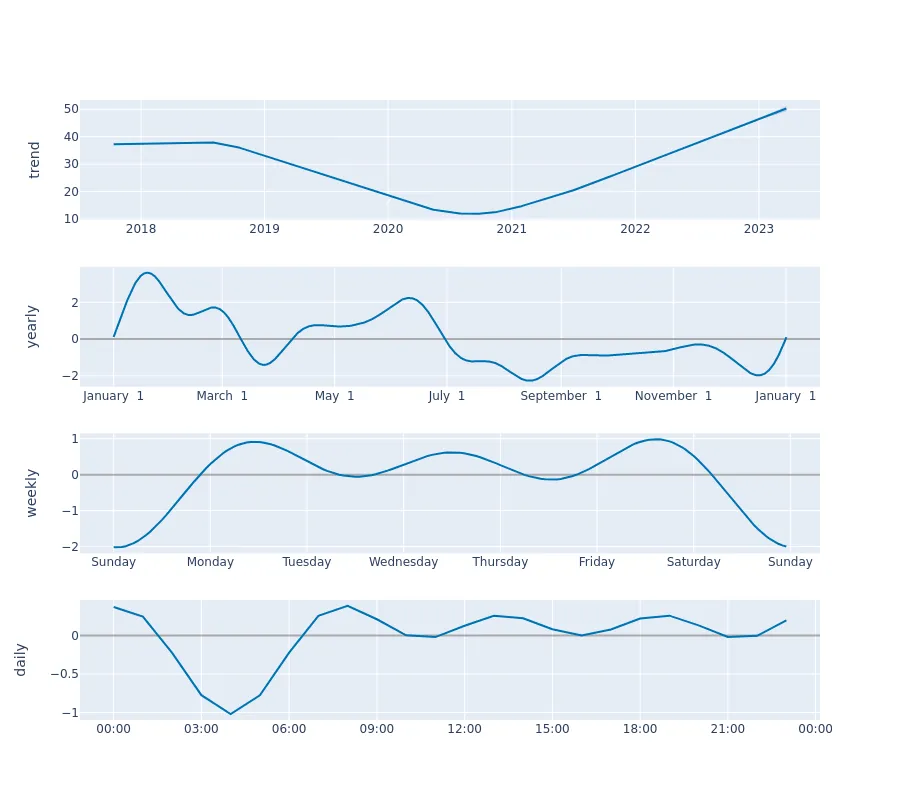 trend
50
40
30
20
10
2018 2019 2020 2021 2022 2023
yearly
2
0
−2
January 1 March 1 May 1 July 1 September 1 November 1 January 1
weekly
1
0
−1
−2
Sunday Monday Tuesday Wednesday Thursday Friday Saturday Sunday
daily
0
−0.5
−1
00:00 03:00 06:00 09:00 12:00 15:00 18:00 21:00 00:00